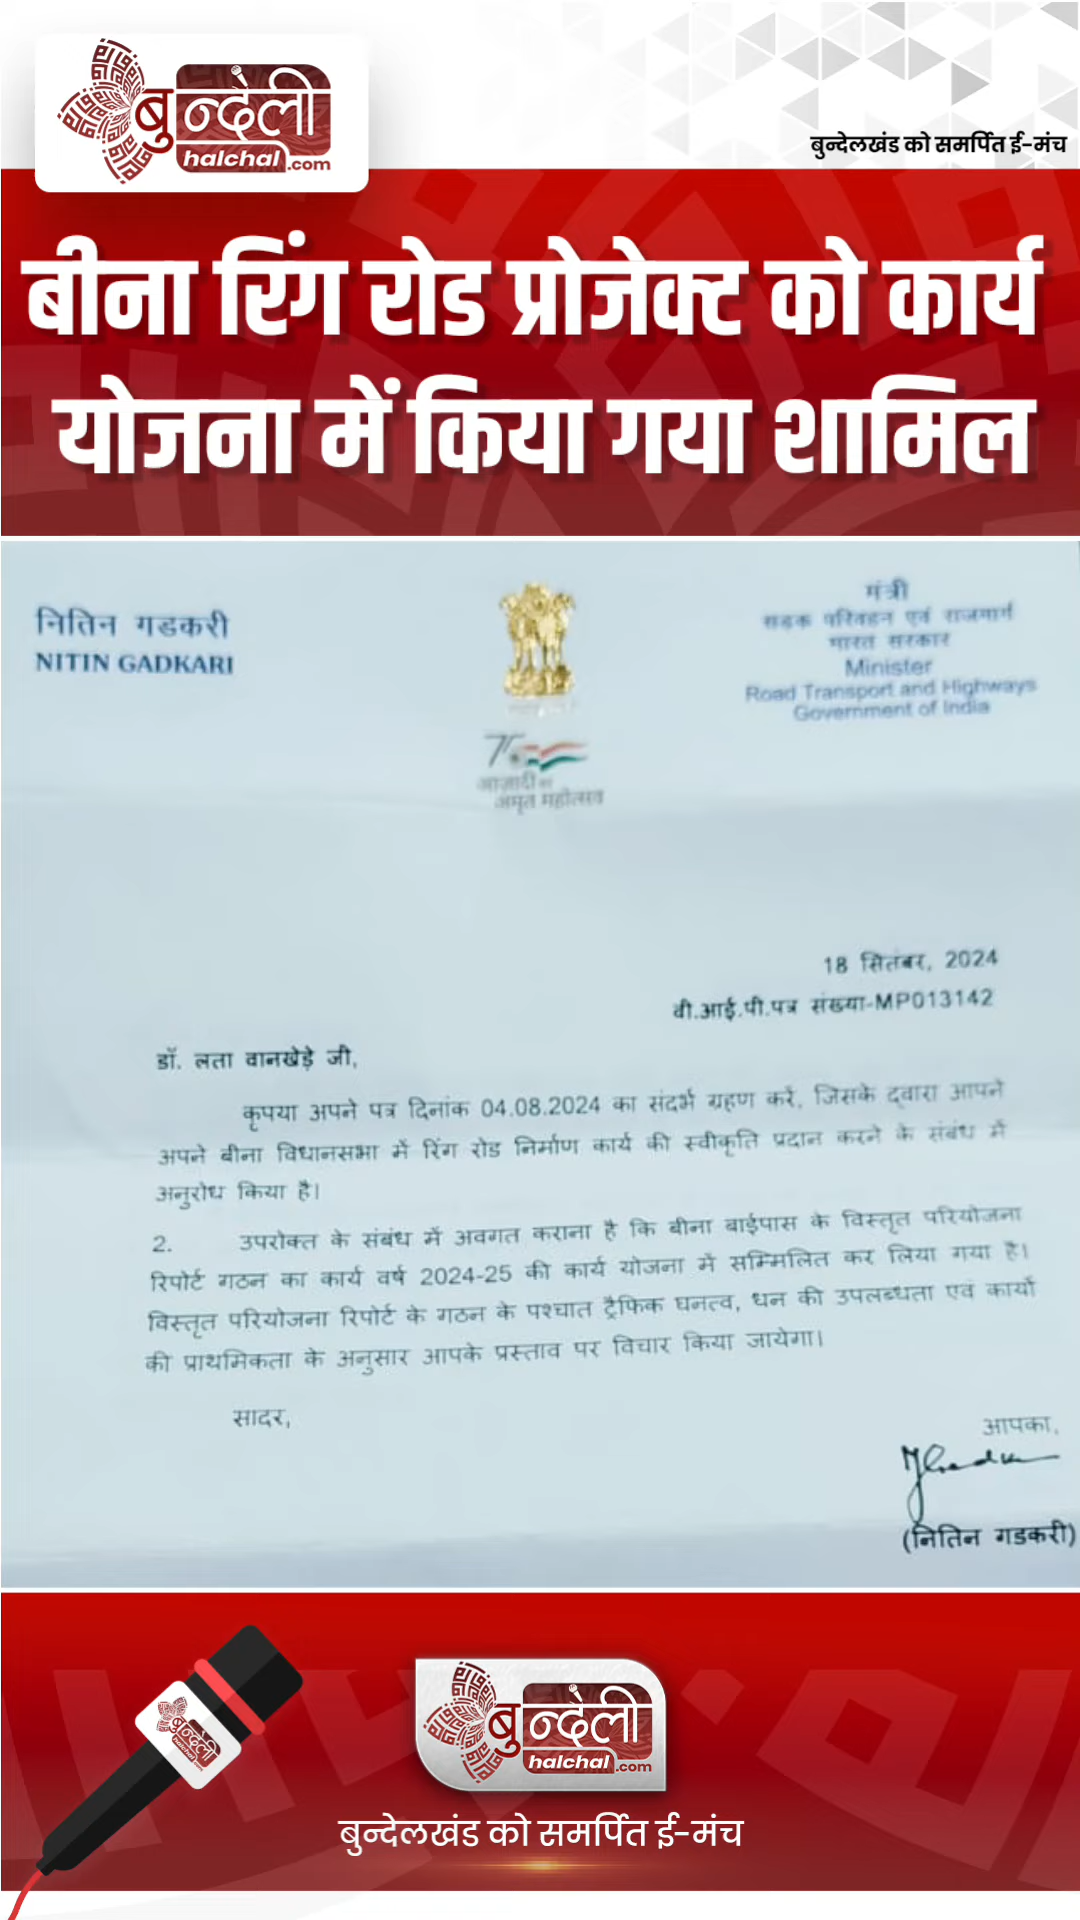 बुन्देली
halchal.com
बुन्देलखंड को समर्पित ई-मंच
बीना रिंग रोड प्रोजेक्ट को कार्य
योजना में किया गया शामिल
नितिन गडकरी
NITIN GADKARI
मंत्री
सड़क परिवहन एवं राजमार्ग
भारत सरकार
Minister
Road Transport and Highways
Government of India
75
आज़ादी का
अमृत महोत्सव
18 सितंबर, 2024
वी.आई.पी.पत्र संख्या-MP013142
डॉ. लता वानखेड़े जी,
कृपया अपने पत्र दिनांक 04.08.2024 का संदर्भ ग्रहण करें, जिसके द्वारा आपने
अपने बीना विधानसभा में रिंग रोड निर्माण कार्य की स्वीकृति प्रदान करने के संबंध में
अनुरोध किया है।
2. उपरोक्त के संबंध में अवगत कराना है कि बीना बाईपास के विस्तृत परियोजना
रिपोर्ट गठन का कार्य वर्ष 2024-25 की कार्य योजना में सम्मिलित कर लिया गया है।
विस्तृत परियोजना रिपोर्ट के गठन के पश्चात ट्रैफिक घनत्व, धन की उपलब्धता एवं कार्यो
की प्राथमिकता के अनुसार आपके प्रस्ताव पर विचार किया जायेगा।
सादर,
आपका,
(नितिन गडकरी)
बुन्देली
halchal.com
बुन्देली
halchal.com
बुन्देलखंड को समर्पित ई-मंच